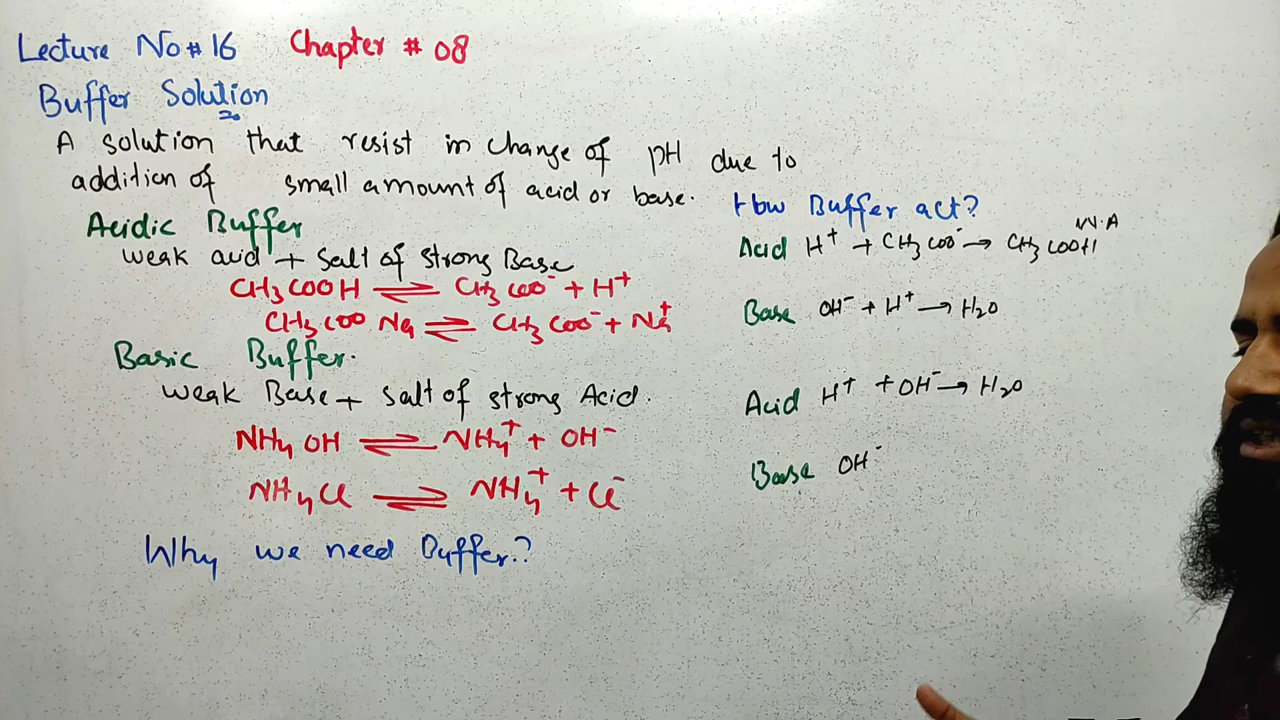 Lecture No # 16 Chapter # 08
Buffer Solution
A solution that resist in change of pH due to
addition of small amount of acid or base.
Acidic Buffer
weak acid + salt of strong Base
CH3COOH ⇌ CH3COO⁻ + H⁺
CH3COONa ⇌ CH3COO⁻ + Na⁺
Basic Buffer.
weak Base + salt of strong Acid.
NH4OH ⇌ NH4⁺ + OH⁻
NH4Cl ⇌ NH4⁺ + Cl⁻
Why we need Buffer?
How Buffer act?
W.A
Acid H⁺ + CH3COO⁻ → CH3COOH
Base OH⁻ + H⁺ → H2O
Acid H⁺ + OH⁻ → H2O
Base OH⁻